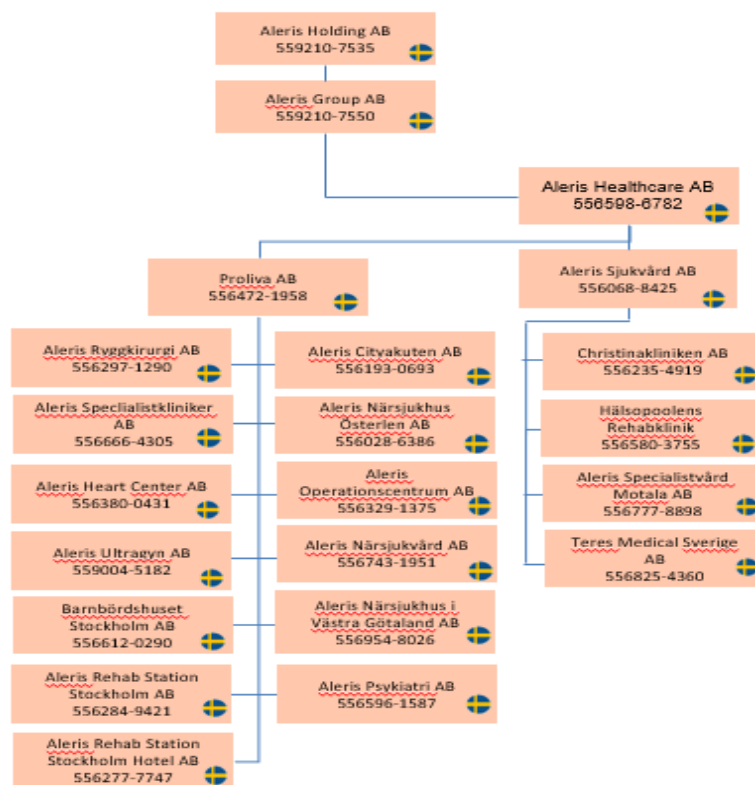 Aleris Holding AB
559210-7535
Aleris Group AB
559210-7550
Aleris Healthcare AB
556598-6782
Proliva AB
556472-1958
Aleris Sjukvård AB
556068-8425
Aleris Ryggkirurgi AB
556297-1290
Aleris Cityakuten AB
556193-0693
Christinakliniken AB
556235-4919
Aleris Speclialistkliniker
AB
556666-4305
Aleris Närsjukhus
Österlen AB
556028-6386
Hälsopoolens
Rehabklinik
556580-3755
Aleris Heart Center AB
556380-0431
Aleris
Operationscentrum AB
556329-1375
Aleris Specialistvård
Motala AB
556777-8898
Aleris Ultragyn AB
559004-5182
Aleris Närsjukvård AB
556743-1951
Teres Medical Sverige
AB
556825-4360
Barnbördshuset
Stockholm AB
556612-0290
Aleris Närsjukhus i
Västra Götaland AB
556954-8026
Aleris Rehab Station
Stockholm AB
556284-9421
Aleris Psykiatri AB
556596-1587
Aleris Rehab Station
Stockholm Hotel AB
556277-7747